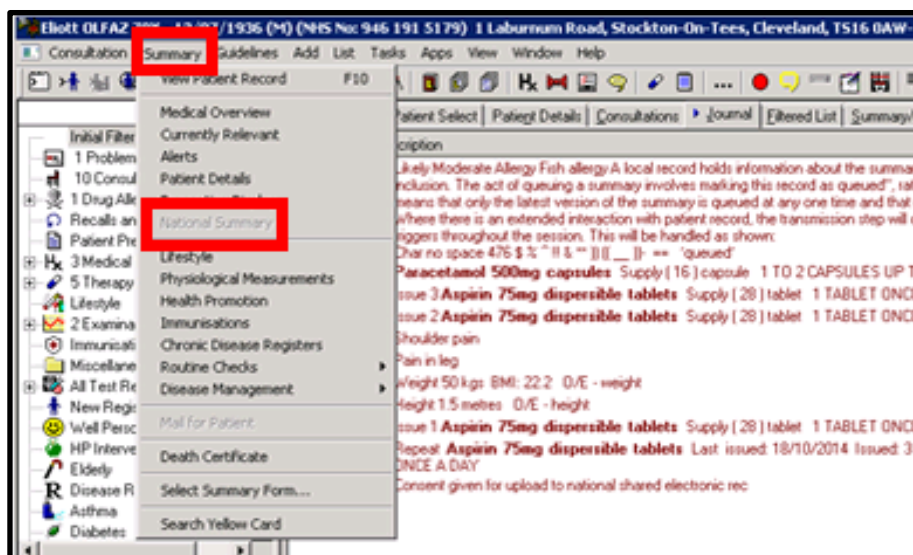 Eliott OLFAZ 78Y - 12/07/1936 (M) (NHS No: 946 191 5179) 1 Laburnum Road, Stockton-On-Tees, Cleveland, TS16 0AW-
Consultation Summary Guidelines Add List Tasks Apps View Window Help
View Patient Record F10
Medical Overview
Currently Relevant
Alerts
Patient Details
National Summary
Lifestyle
Physiological Measurements
Health Promotion
Immunisations
Chronic Disease Registers
Routine Checks
Disease Management
Mail for Patient
Death Certificate
Select Summary Form...
Search Yellow Card
Initial Filter
1 Problem
10 Consul
1 Drug Alle
Recalls an
Patient Pre
3 Medical
5 Therapy
Lifestyle
2 Examina
Immunisati
Miscellane
All Test Re
New Regis
Well Perso
HP Interve
Elderly
Disease R
Asthma
Diabetes
Patient Select Patient Details Consultations Journal Filtered List Summary
cription
Likely Moderate Allergy Fish allergy A local record holds information about the summa
nclusion. The act of queuing a summary involves marking this record as queued", rat
means that only the latest version of the summary is queued at any one time and that
Where there is an extended interaction with patient record, the transmission step will
riggers throughout the session. This will be handled as shown:
Char no space 476 'queued'
Paracetamol 500mg capsules Supply ( 16 ) capsule 1 TO 2 CAPSULES UP T
ssue 3 Aspirin 75mg dispersible tablets Supply ( 28 ) tablet 1 TABLET ONC
ssue 2 Aspirin 75mg dispersible tablets Supply ( 28 ) tablet 1 TABLET ONC
Shoulder pain
Pain in leg
Weight 50 kgs BMI: 22.2 O/E - weight
Height 1.5 metres O/E - height
ssue 1 Aspirin 75mg dispersible tablets Supply ( 28 ) tablet 1 TABLET ONC
Repeat Aspirin 75mg dispersible tablets Last issued: 18/10/2014 Issued: 3
ONCE A DAY
Consent given for upload to national shared electronic rec